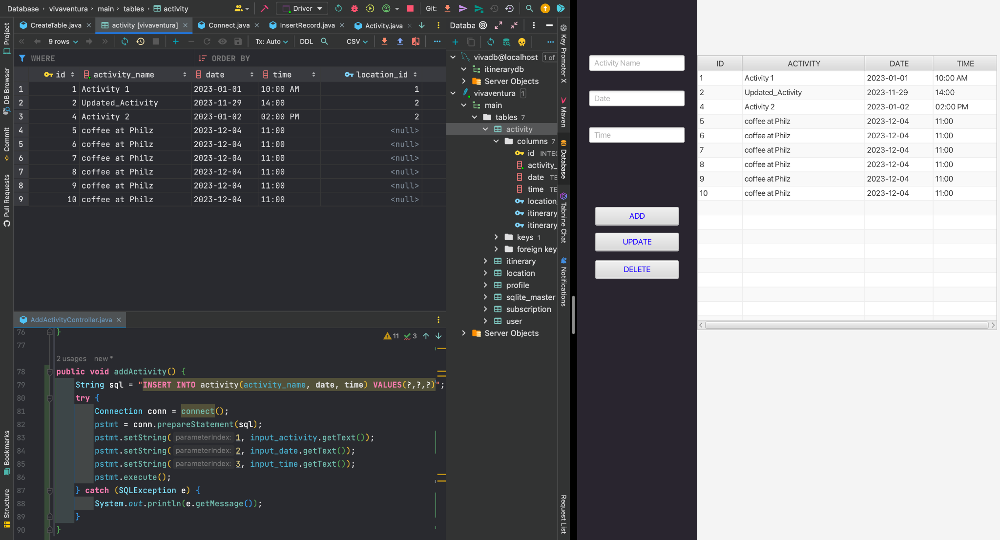 Database › vivaventura › main › tables › activity
Driver
Git:
CreateTable.java
activity [vivaventura]
Connect.java
InsertRecord.java
Activity.java
9 rows
Tx: Auto
DDL
CSV
WHERE
ORDER BY
id activity_name date time location_id
1 1 Activity 1 2023-01-01 10:00 AM 1
2 2 Updated_Activity 2023-11-29 14:00 2
3 4 Activity 2 2023-01-02 02:00 PM 2
4 5 coffee at Philz 2023-12-04 11:00 <null>
5 6 coffee at Philz 2023-12-04 11:00 <null>
6 7 coffee at Philz 2023-12-04 11:00 <null>
7 8 coffee at Philz 2023-12-04 11:00 <null>
8 9 coffee at Philz 2023-12-04 11:00 <null>
9 10 coffee at Philz 2023-12-04 11:00 <null>
Project
DB Browser
Commit
Pull Requests
Bookmarks
Structure
AddActivityController.java
11 3
76 }
77
2 usages new *
78 public void addActivity() {
79 String sql = "INSERT INTO activity(activity_name, date, time) VALUES(?,?,?)";
80 try {
81 Connection conn = connect();
82 pstmt = conn.prepareStatement(sql);
83 pstmt.setString( parameterIndex: 1, input_activity.getText());
84 pstmt.setString( parameterIndex: 2, input_date.getText());
85 pstmt.setString( parameterIndex: 3, input_time.getText());
86 pstmt.execute();
87 } catch (SQLException e) {
88 System.out.println(e.getMessage());
89 }
90 }
Databa
vivadb@localhost 1 of
itinerarydb
Server Objects
vivaventura 1
main
tables 7
activity
columns 7
id INTEG
activity_
date TE
time TE
location_
itinerary
itinerary
keys 1
foreign key
itinerary
location
profile
sqlite_master
subscription
user
Server Objects
Key Promoter X
Maven
Database
Tabnine Chat
Notifications
Request List
Activity Name
Date
Time
ADD
UPDATE
DELETE
ID ACTIVITY DATE TIME
1 Activity 1 2023-01-01 10:00 AM
2 Updated_Activity 2023-11-29 14:00
4 Activity 2 2023-01-02 02:00 PM
5 coffee at Philz 2023-12-04 11:00
6 coffee at Philz 2023-12-04 11:00
7 coffee at Philz 2023-12-04 11:00
8 coffee at Philz 2023-12-04 11:00
9 coffee at Philz 2023-12-04 11:00
10 coffee at Philz 2023-12-04 11:00